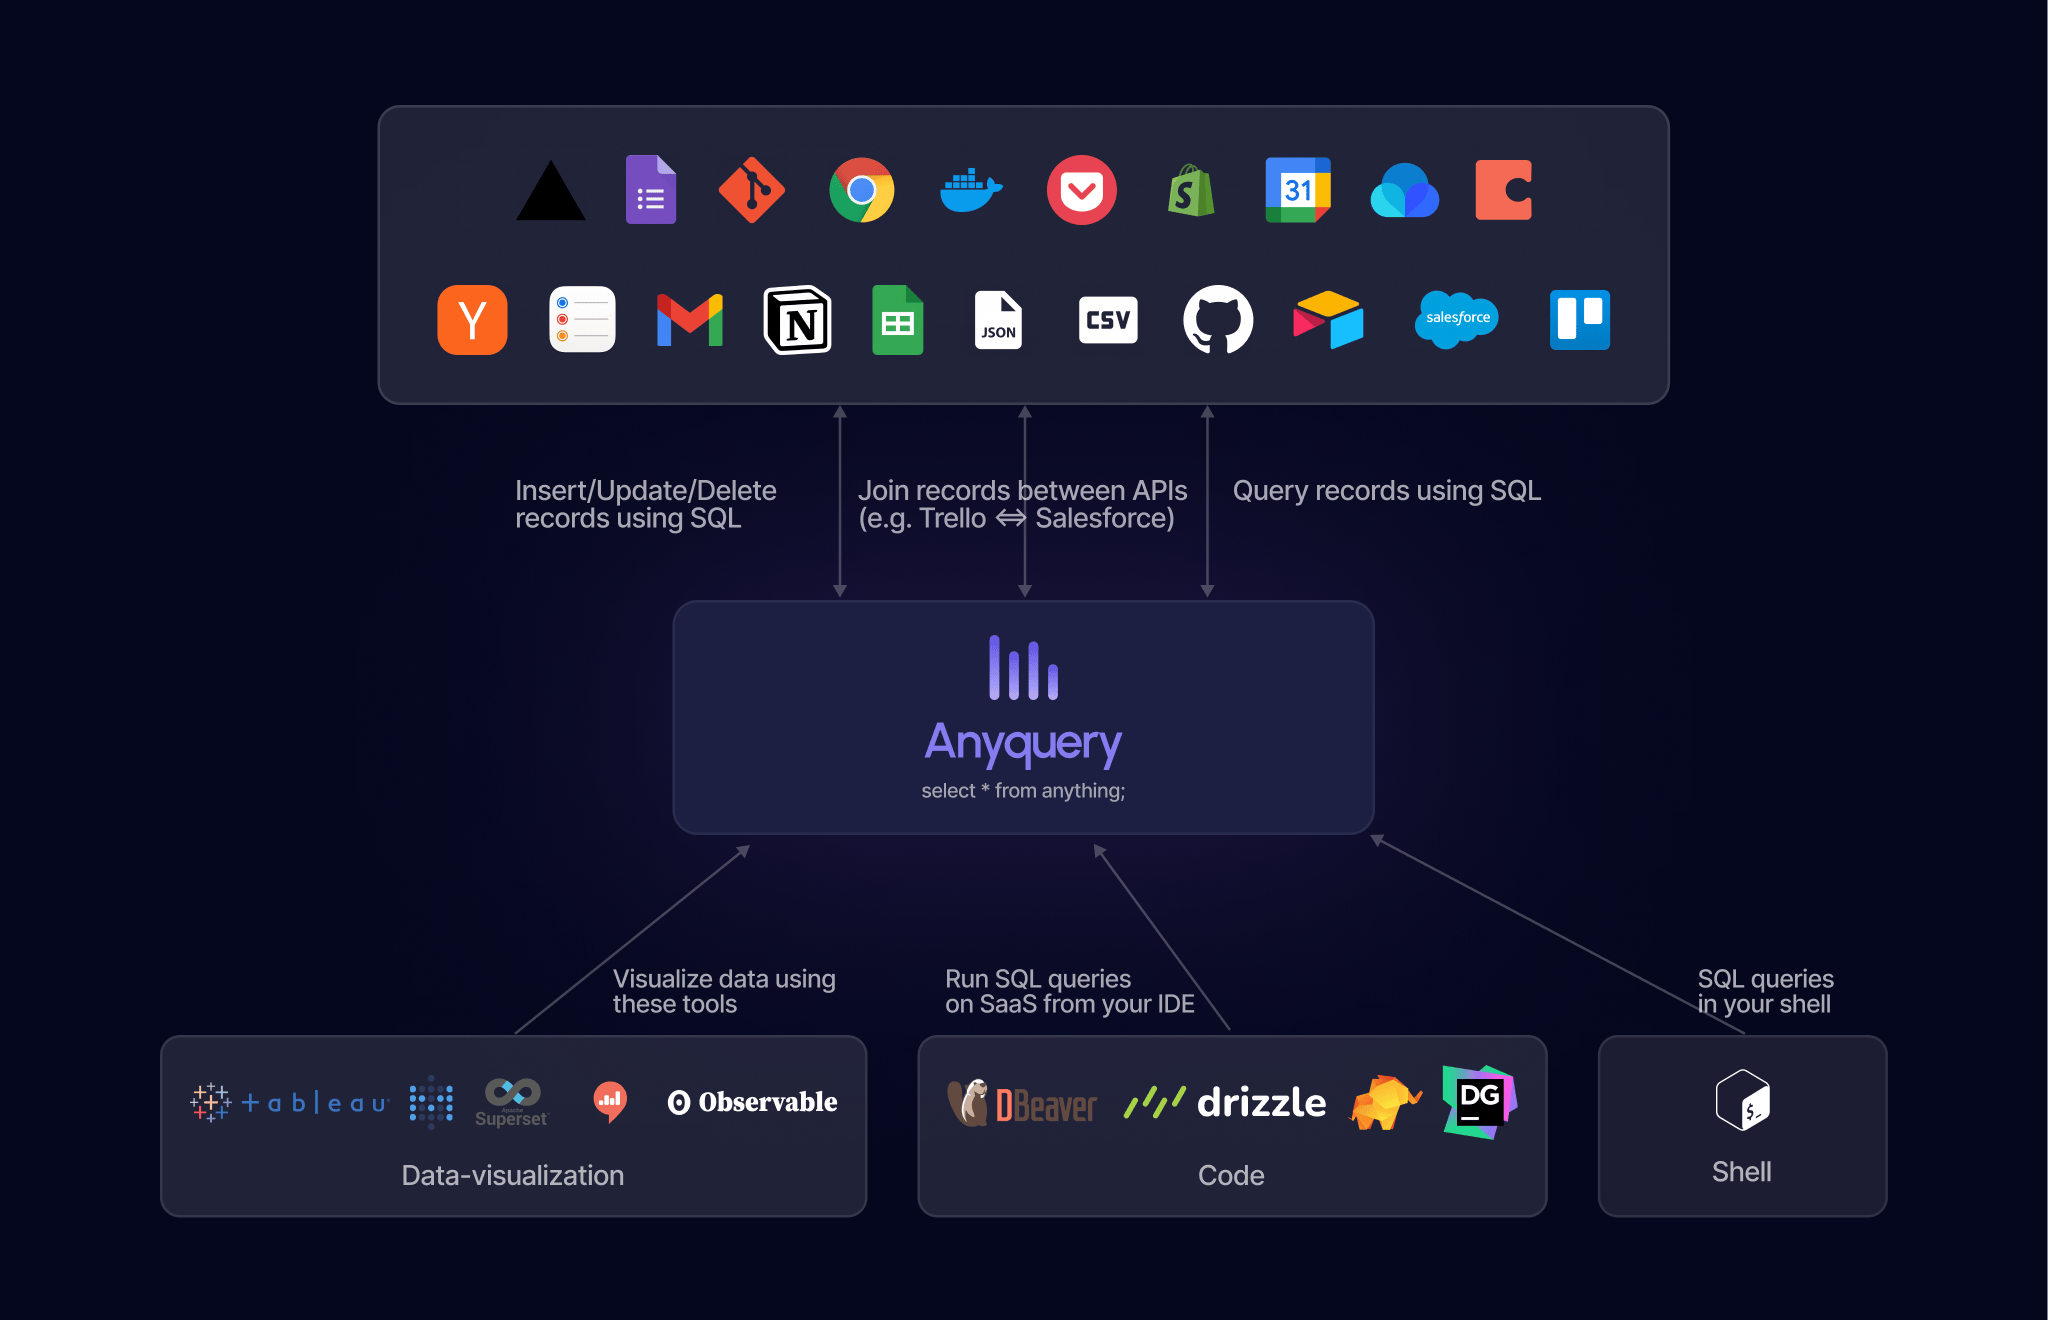 31
Y
N
JSON
CSV
salesforce
Insert/Update/Delete
records using SQL
Join records between APIs
(e.g. Trello ⇔ Salesforce)
Query records using SQL
Anyquery
select * from anything;
Visualize data using
these tools
Run SQL queries
on SaaS from your IDE
SQL queries
in your shell
+ableau
Apache
Superset
Observable
Data-visualization
DBeaver
drizzle
DG
Code
$_
Shell